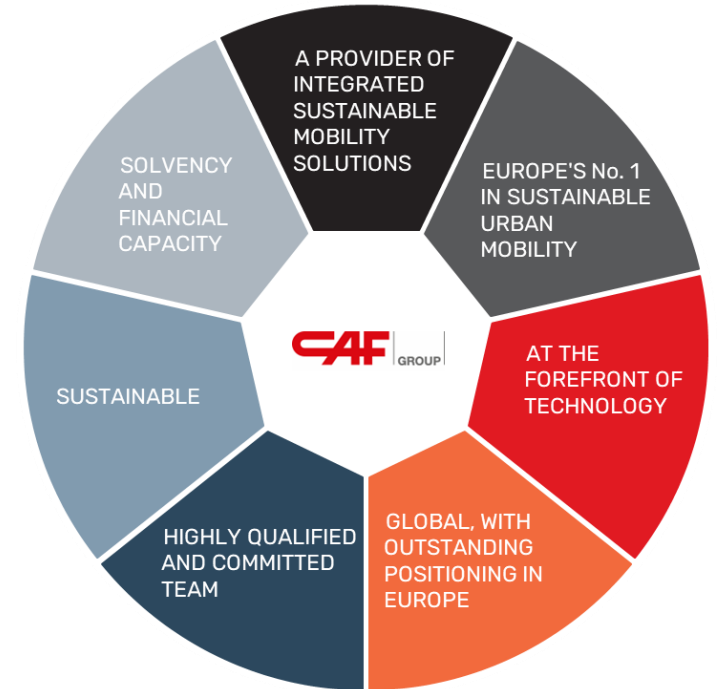 A PROVIDER OF
INTEGRATED
SUSTAINABLE
MOBILITY
SOLUTIONS
EUROPE'S No. 1
IN SUSTAINABLE
URBAN
MOBILITY
AT THE
FOREFRONT OF
TECHNOLOGY
GLOBAL, WITH
OUTSTANDING
POSITIONING IN
EUROPE
HIGHLY QUALIFIED
AND COMMITTED
TEAM
SUSTAINABLE
SOLVENCY
AND
FINANCIAL
CAPACITY
CAF GROUP